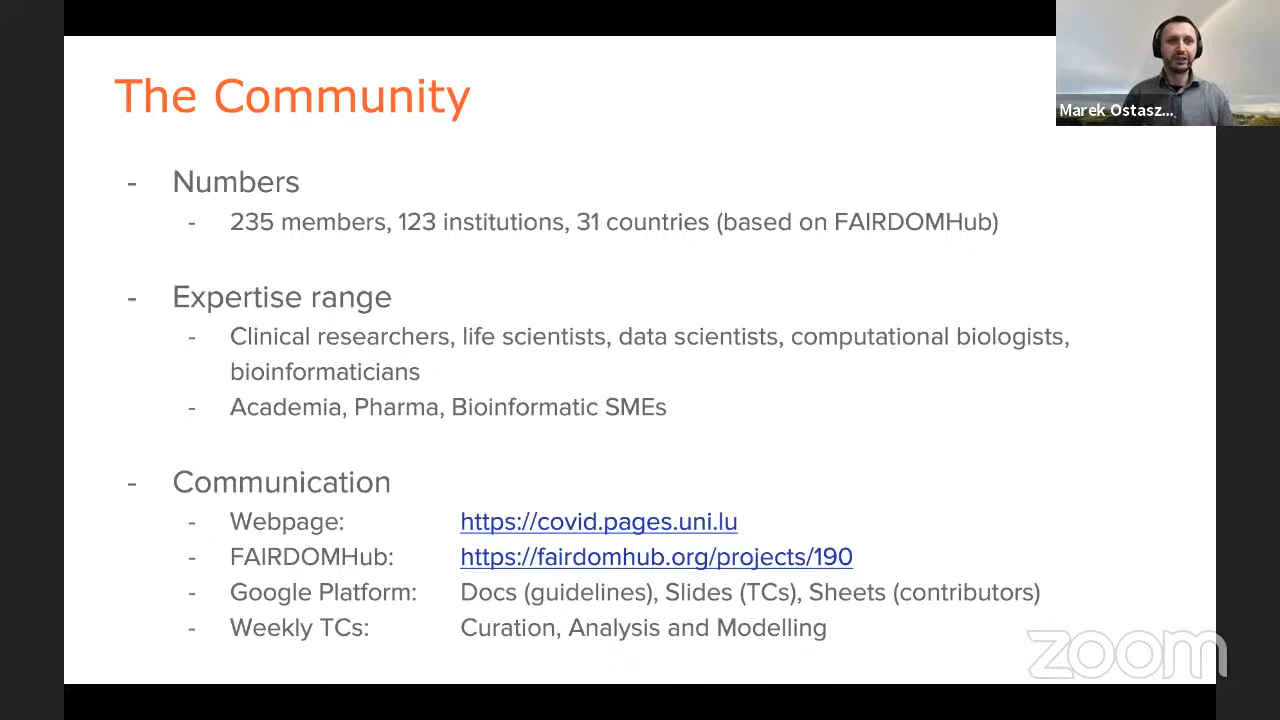 The Community
Marek Ostasz...
- Numbers
- 235 members, 123 institutions, 31 countries (based on FAIRDOMHub)
- Expertise range
- Clinical researchers, life scientists, data scientists, computational biologists,
bioinformaticians
- Academia, Pharma, Bioinformatic SMEs
- Communication
- Webpage: https://covid.pages.uni.lu
- FAIRDOMHub: https://fairdomhub.org/projects/190
- Google Platform: Docs (guidelines), Slides (TCs), Sheets (contributors)
- Weekly TCs: Curation, Analysis and Modelling
zoom